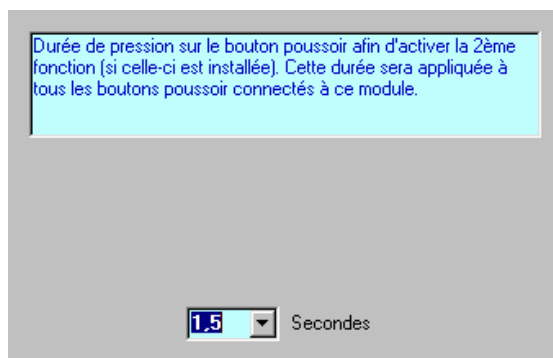 Durée de pression sur le bouton poussoir afin d'activer la 2ème
fonction (si celle-ci est installée). Cette durée sera appliquée à
tous les boutons poussoir connectés à ce module.
1,5 Secondes